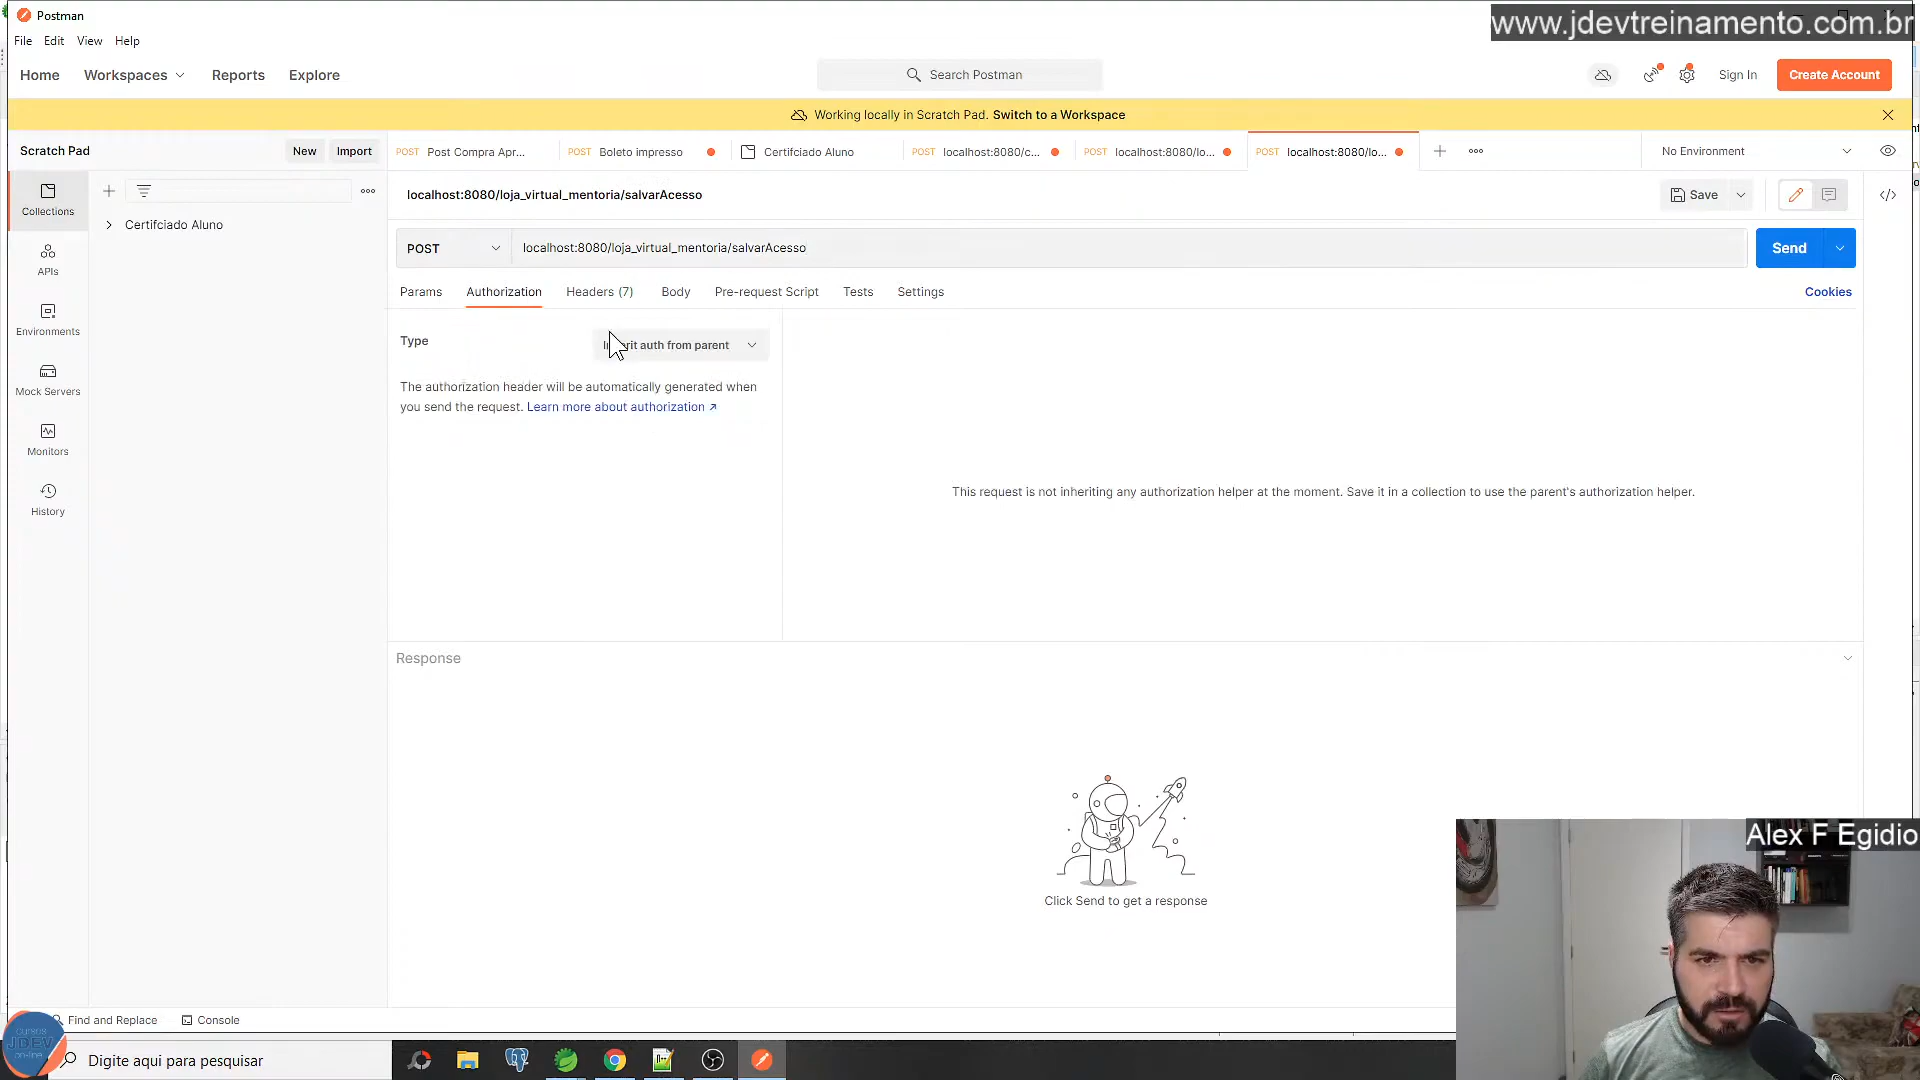 Postman
www.jdevtreinamento.com.br
File Edit View Help
Home Workspaces Reports Explore
Search Postman
Sign In
Create Account
Working locally in Scratch Pad. Switch to a Workspace
Scratch Pad
New
Import
POST Post Compra Apr...
POST Boleto impresso
Certifciado Aluno
POST localhost:8080/c...
POST localhost:8080/lo...
POST localhost:8080/lo...
No Environment
Collections
Certifciado Aluno
localhost:8080/loja_virtual_mentoria/salvarAcesso
Save
APIs
POST
localhost:8080/loja_virtual_mentoria/salvarAcesso
Send
Params Authorization Headers (7) Body Pre-request Script Tests Settings
Cookies
Environments
Type
auth from parent
The authorization header will be automatically generated when
you send the request. Learn more about authorization
Mock Servers
Monitors
History
This request is not inheriting any authorization helper at the moment. Save it in a collection to use the parent's authorization helper.
Response
Click Send to get a response
Alex F Egidio
Find and Replace
Console
cursos
JDEV
on-line
Digite aqui para pesquisar